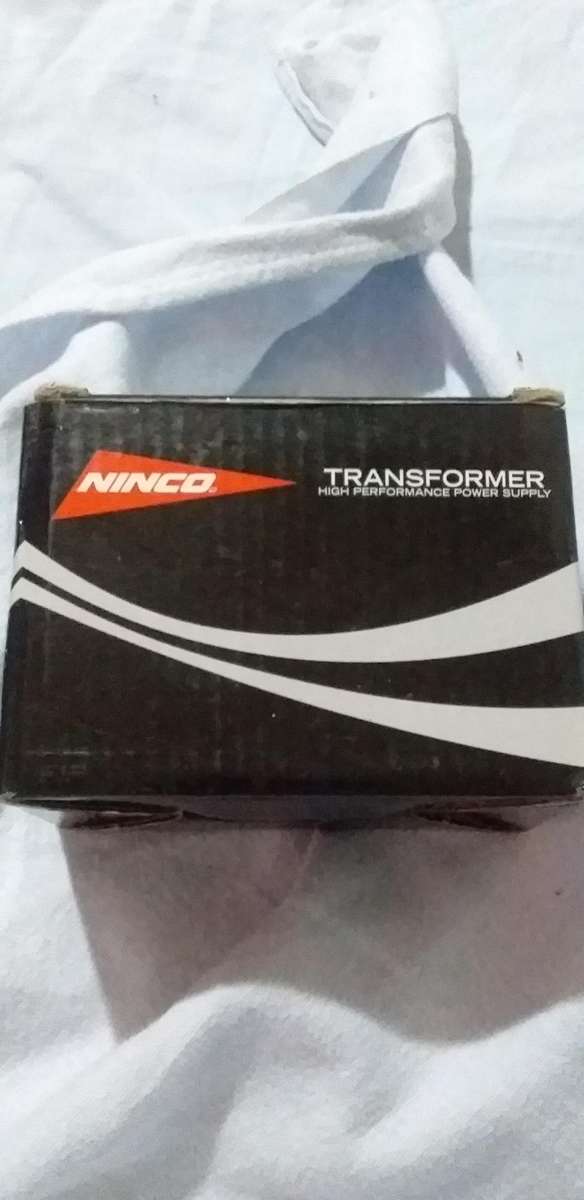 NINCO
TRANSFORMER
HIGH PERFORMANCE POWER SUPPLY